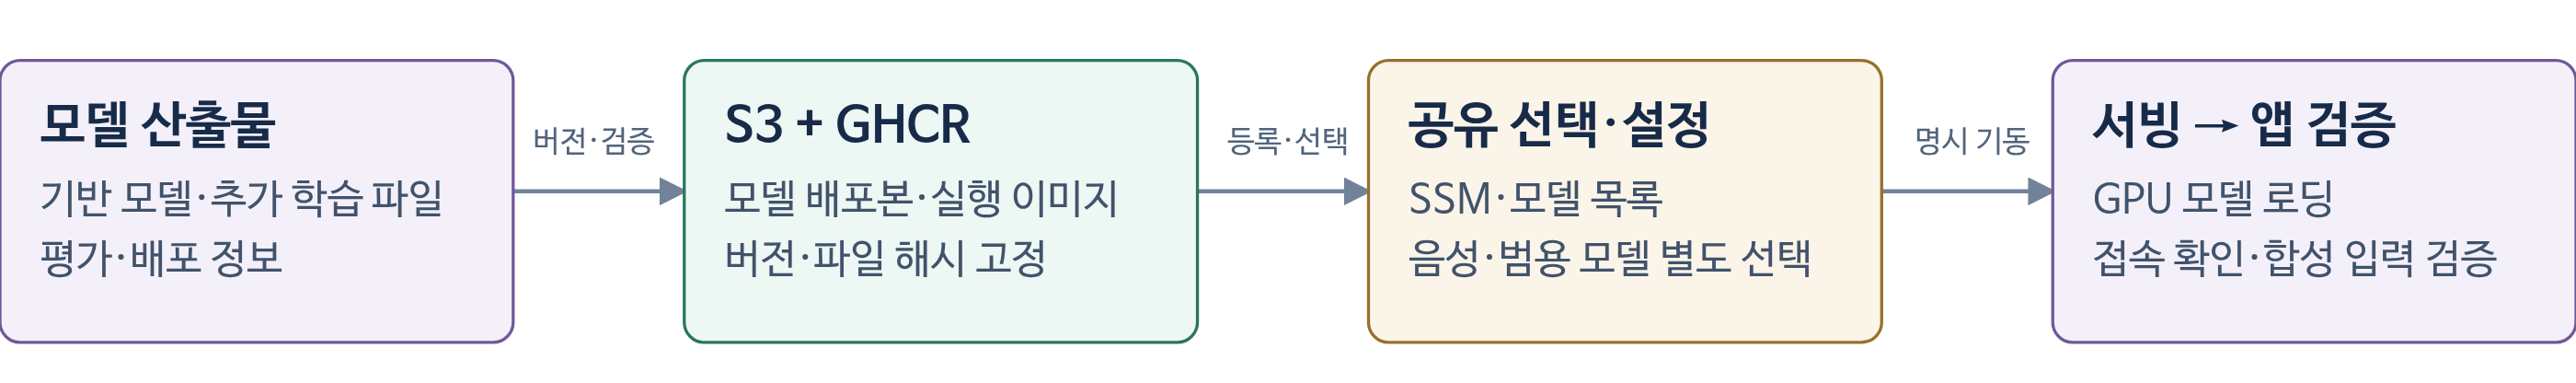 모델 산출물
기반 모델·추가 학습 파일
평가·배포 정보
버전·검증
S3 + GHCR
모델 배포본·실행 이미지
버전·파일 해시 고정
등록·선택
공유 선택·설정
SSM·모델 목록
음성·범용 모델 별도 선택
명시 기동
서빙 → 앱 검증
GPU 모델 로딩
접속 확인·합성 입력 검증